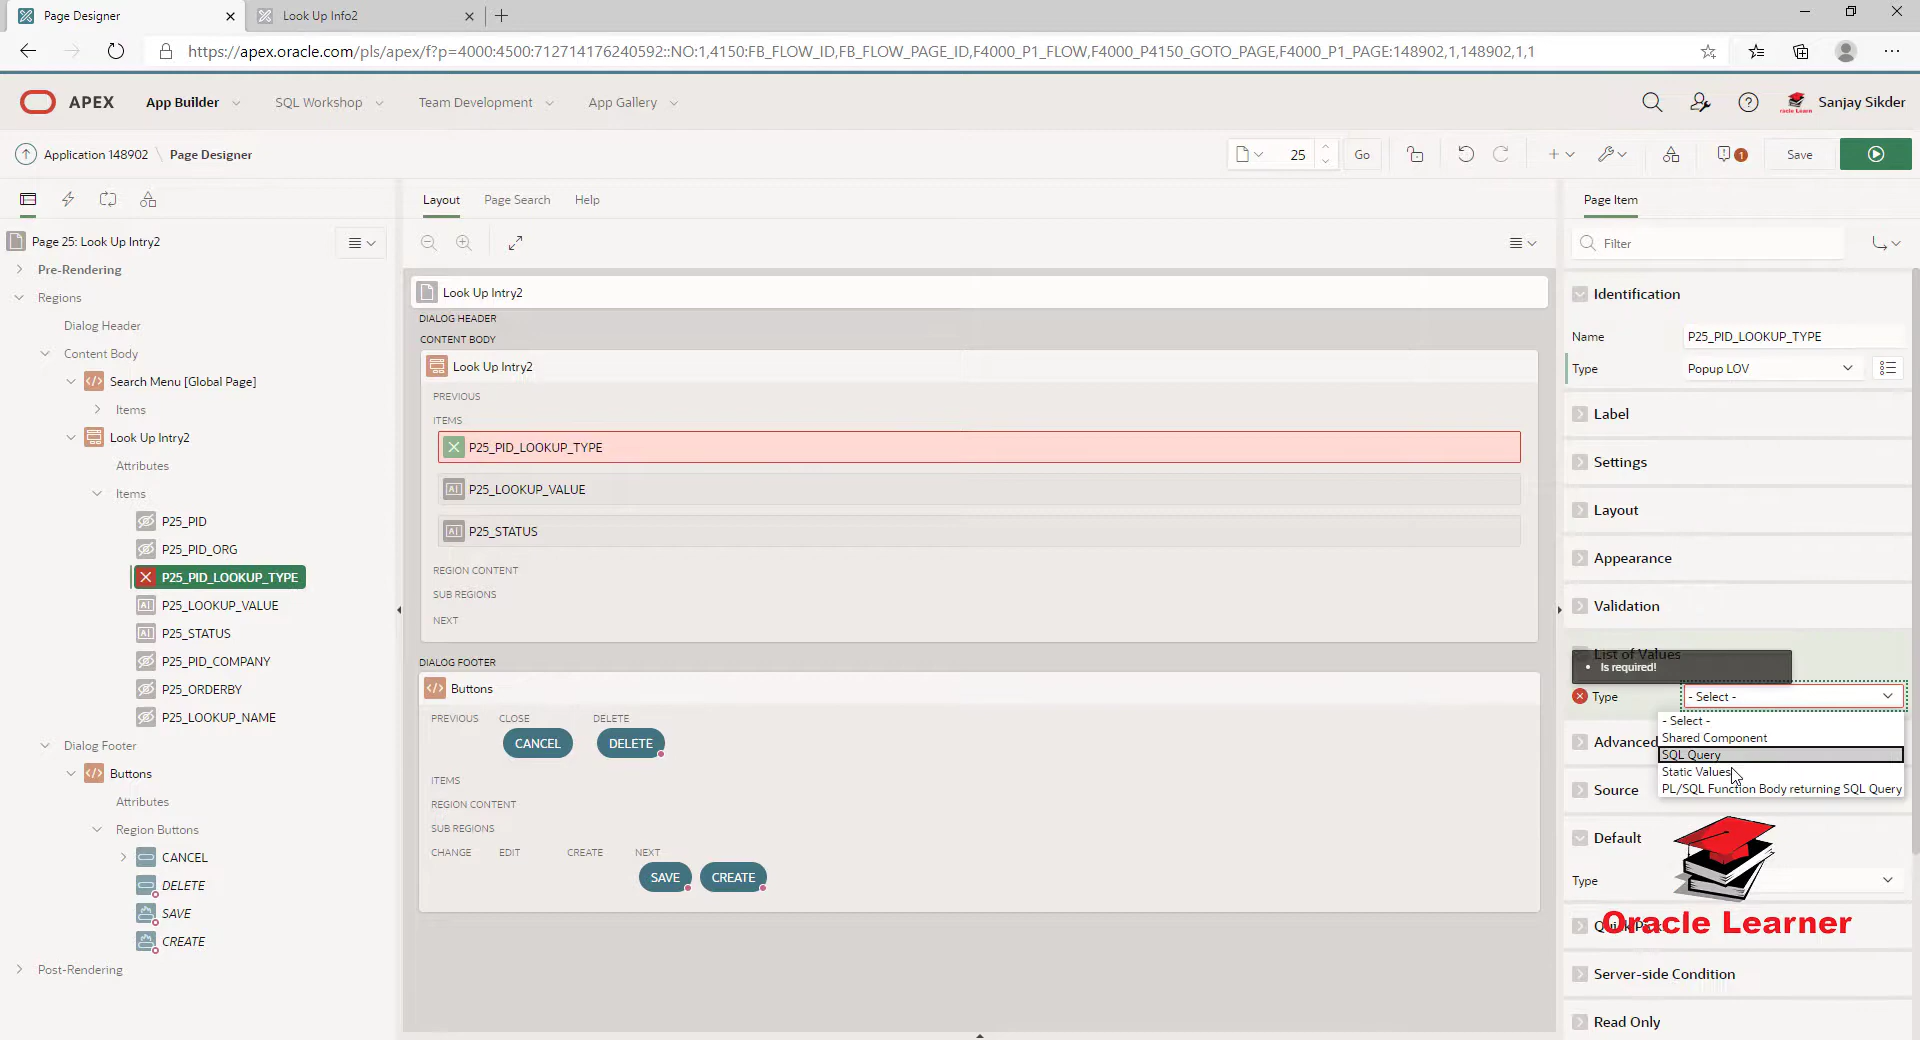 Page Designer
Look Up Info2
https://apex.oracle.com/pls/apex/f?p=4000:4500:712714176240592::NO:1,4150:FB_FLOW_ID,FB_FLOW_PAGE_ID,F4000_P1_FLOW,F4000_P4150_GOTO_PAGE,F4000_P1_PAGE:148902,1,148902,1,1
APEX
App Builder
SQL Workshop
Team Development
App Gallery
Oracle Learn
Sanjay Sikder
Application 148902 \ Page Designer
25
Go
1
Save
Layout
Page Search
Help
Page Item
Page 25: Look Up Intry2
Pre-Rendering
Regions
Dialog Header
Content Body
Search Menu [Global Page]
Items
Look Up Intry2
Attributes
Items
P25_PID
P25_PID_ORG
P25_PID_LOOKUP_TYPE
P25_LOOKUP_VALUE
P25_STATUS
P25_PID_COMPANY
P25_ORDERBY
P25_LOOKUP_NAME
Dialog Footer
Buttons
Attributes
Region Buttons
CANCEL
DELETE
SAVE
CREATE
Post-Rendering
Look Up Intry2
DIALOG HEADER
CONTENT BODY
Look Up Intry2
PREVIOUS
ITEMS
P25_PID_LOOKUP_TYPE
P25_LOOKUP_VALUE
P25_STATUS
REGION CONTENT
SUB REGIONS
NEXT
DIALOG FOOTER
Buttons
PREVIOUS CLOSE DELETE
CANCEL DELETE
ITEMS
REGION CONTENT
SUB REGIONS
CHANGE EDIT CREATE NEXT
SAVE CREATE
Filter
Identification
Name P25_PID_LOOKUP_TYPE
Type Popup LOV
Label
Settings
Layout
Appearance
Validation
List of Values
• Is required!
Type - Select -
- Select -
Shared Component
SQL Query
Static Values
PL/SQL Function Body returning SQL Query
Advanced
Source
Default
Type
Oracle Learner
Server-side Condition
Read Only